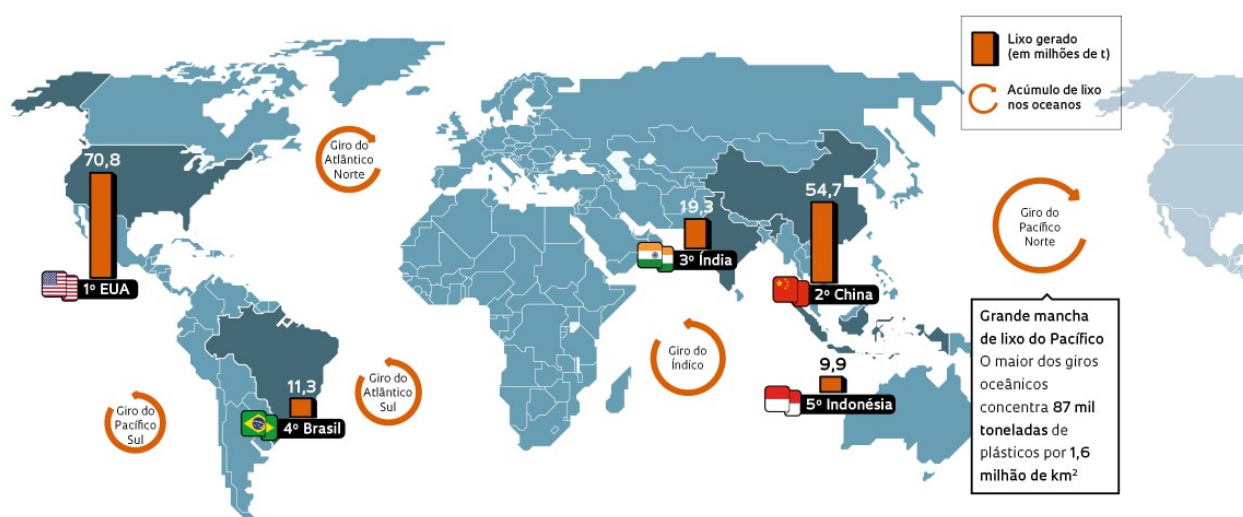 Lixo gerado
(em milhões de t)
Acúmulo de lixo
nos oceanos
Giro do
Atlântico
Norte
70,8
1º EUA
19,3
3º Índia
54,7
2º China
Giro do
Pacífico
Norte
Giro do
Índico
9,9
5º Indonésia
Giro do
Atlântico
Sul
11,3
4º Brasil
Giro do
Pacífico
Sul
Grande mancha
de lixo do Pacífico
O maior dos giros
oceânicos
concentra 87 mil
toneladas de
plásticos por 1,6
milhão de km²